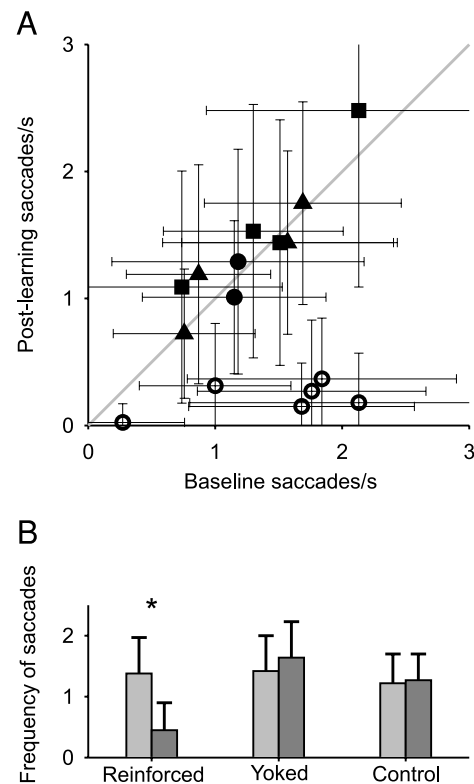 A
Post-learning saccades/s
3
2
1
0
0 1 2 3
Baseline saccades/s
B
Frequency of saccades
2
1
0
*
Reinforced Yoked Control